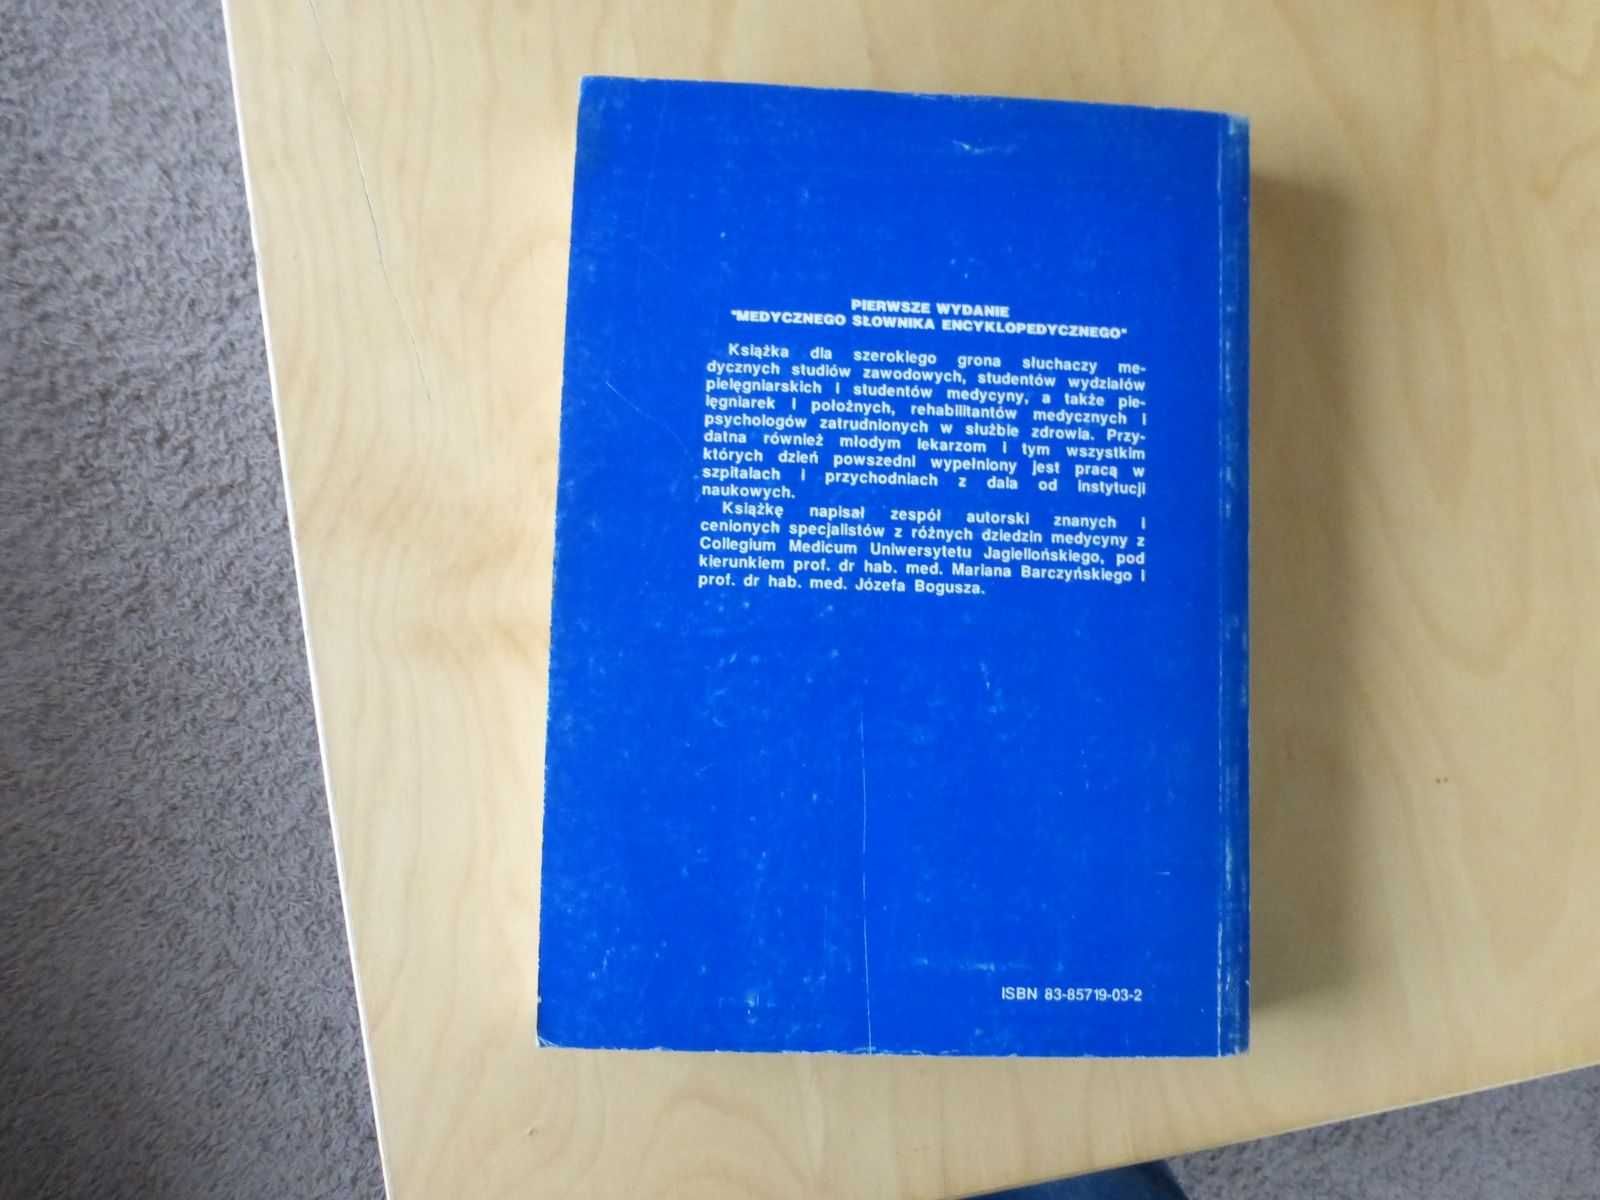 PIERWSZE WYDANIE
"MEDYCZNEGO SŁOWNIKA ENCYKLOPEDYCZNEGO"
Książka dla szerokiego grona słuchaczy me-
dycznych studiów zawodowych, studentów wydziałów
pielęgniarskich i studentów medycyny, a także pie-
lęgniarek i położnych, rehabilitantów medycznych i
psychologów zatrudnionych w służbie zdrowia. Przy-
datna również młodym lekarzom i tym wszystkim
których dzień powszedni wypełniony jest pracą w
szpitalach i przychodniach z dala od instytucji
naukowych.
Książkę napisał zespół autorski znanych i
cenionych specjalistów z różnych dziedzin medycyny z
Collegium Medicum Uniwersytetu Jagiellońskiego, pod
kierunkiem prof. dr hab. med. Mariana Barczyńskiego i
prof. dr hab. med. Józefa Bogusza.
ISBN 83-85719-03-2